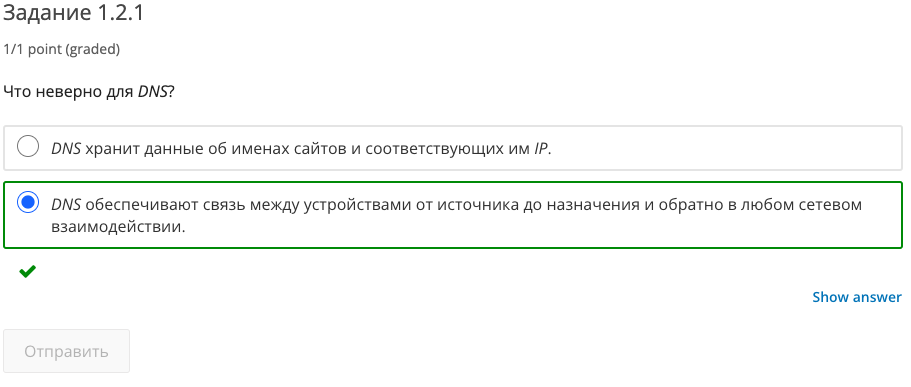 Задание 1.2.1
1/1 point (graded)
Что неверно для DNS?
DNS хранит данные об именах сайтов и соответствующих им IP.
DNS обеспечивают связь между устройствами от источника до назначения и обратно в любом сетевом
взаимодействии.
Show answer
Отправить